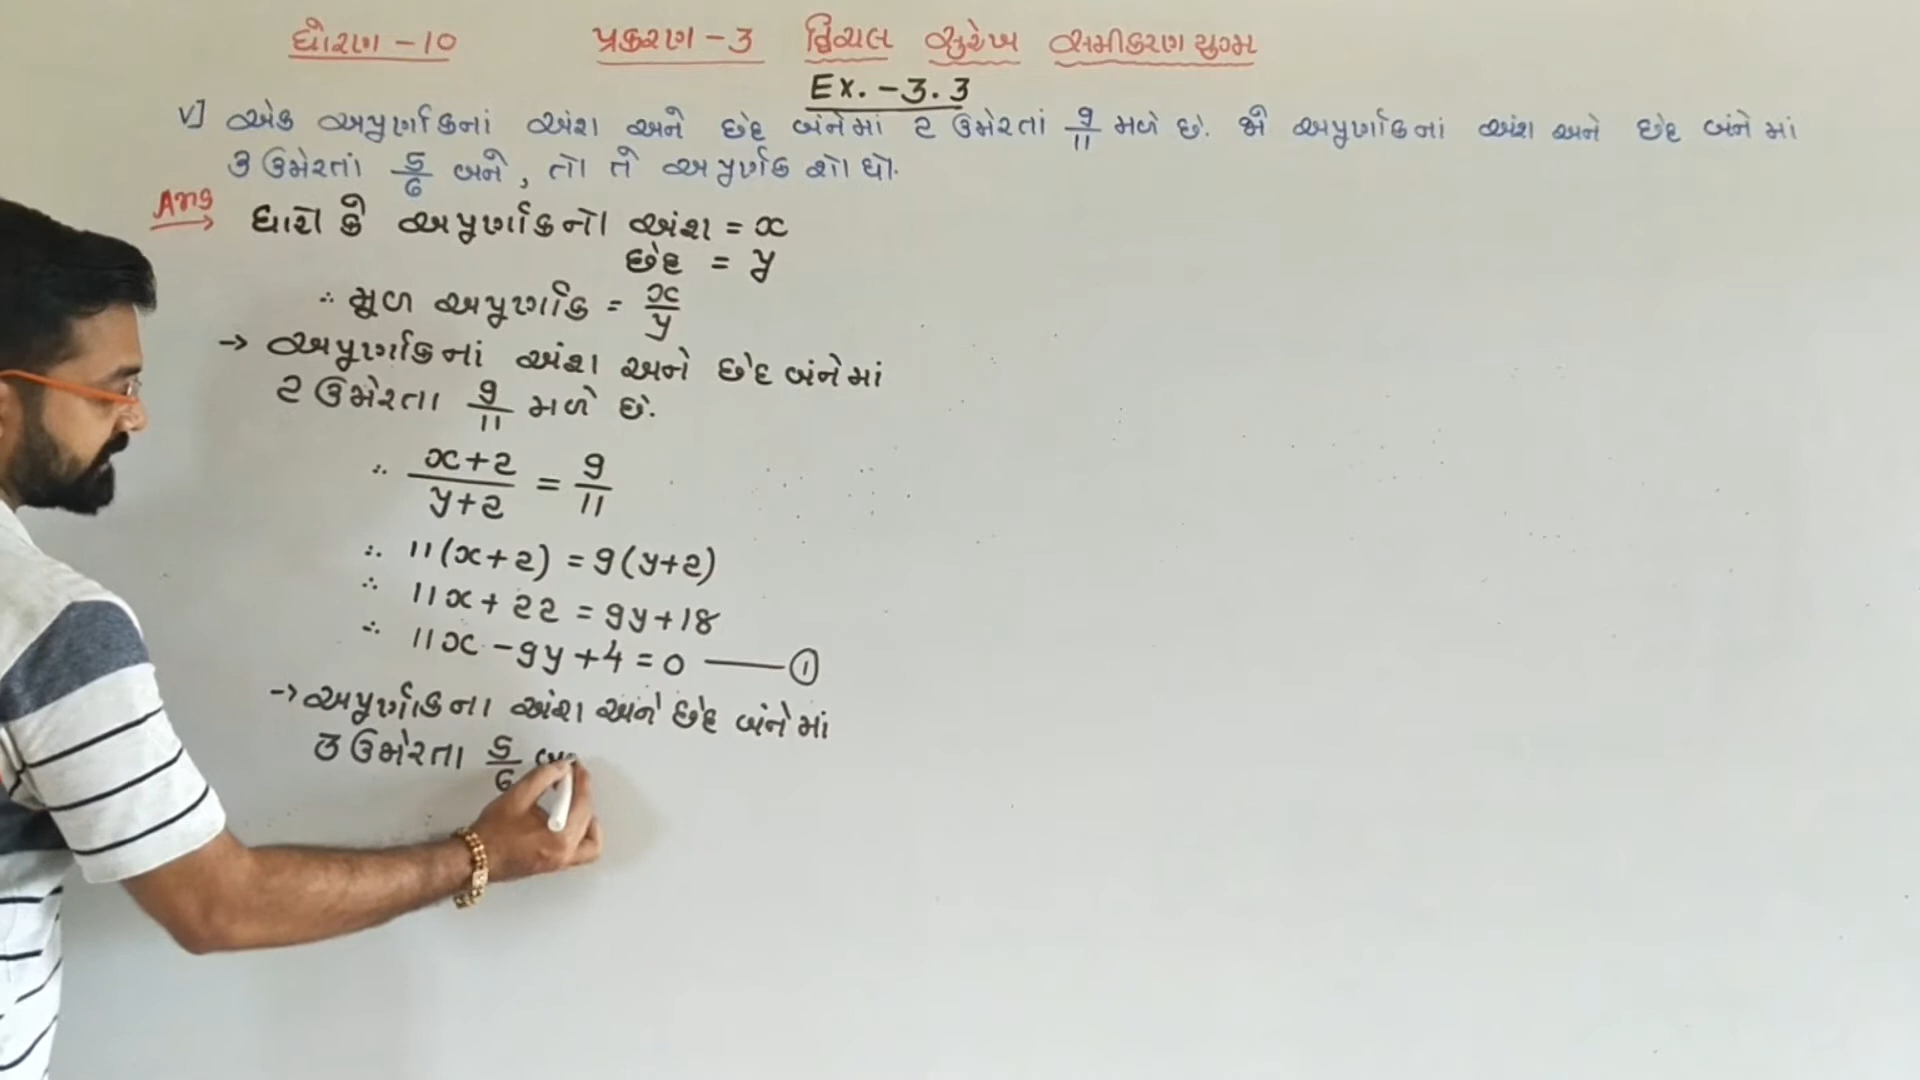 ધોરણ - 10 પ્રકરણ - 3 દ્વિચલ સુરેખ સમીકરણ યુગ્મ
Ex. - 3.3
v] એક અપૂર્ણાંકનાં અંશ અને છેદ બંનેમાં 2 ઉમેરતાં 9/11 મળે છે. જો અપૂર્ણાંકનાં અંશ અને છેદ બંનેમાં
3 ઉમેરતાં 5/6 બને, તો તે અપૂર્ણાંક શોધો.
Ans → ધારો કે અપૂર્ણાંકનો અંશ = x
છેદ = y
∴ મૂળ અપૂર્ણાંક = x/y
→ અપૂર્ણાંકનાં અંશ અને છેદ બંનેમાં
2 ઉમેરતા 9/11 મળે છે.
∴ x+2/y+2 = 9/11
∴ 11(x+2) = 9(y+2)
∴ 11x + 22 = 9y + 18
∴ 11x - 9y + 4 = 0 —— ①
→ અપૂર્ણાંકના અંશ અને છેદ બંનેમાં
3 ઉમેરતા 5/6